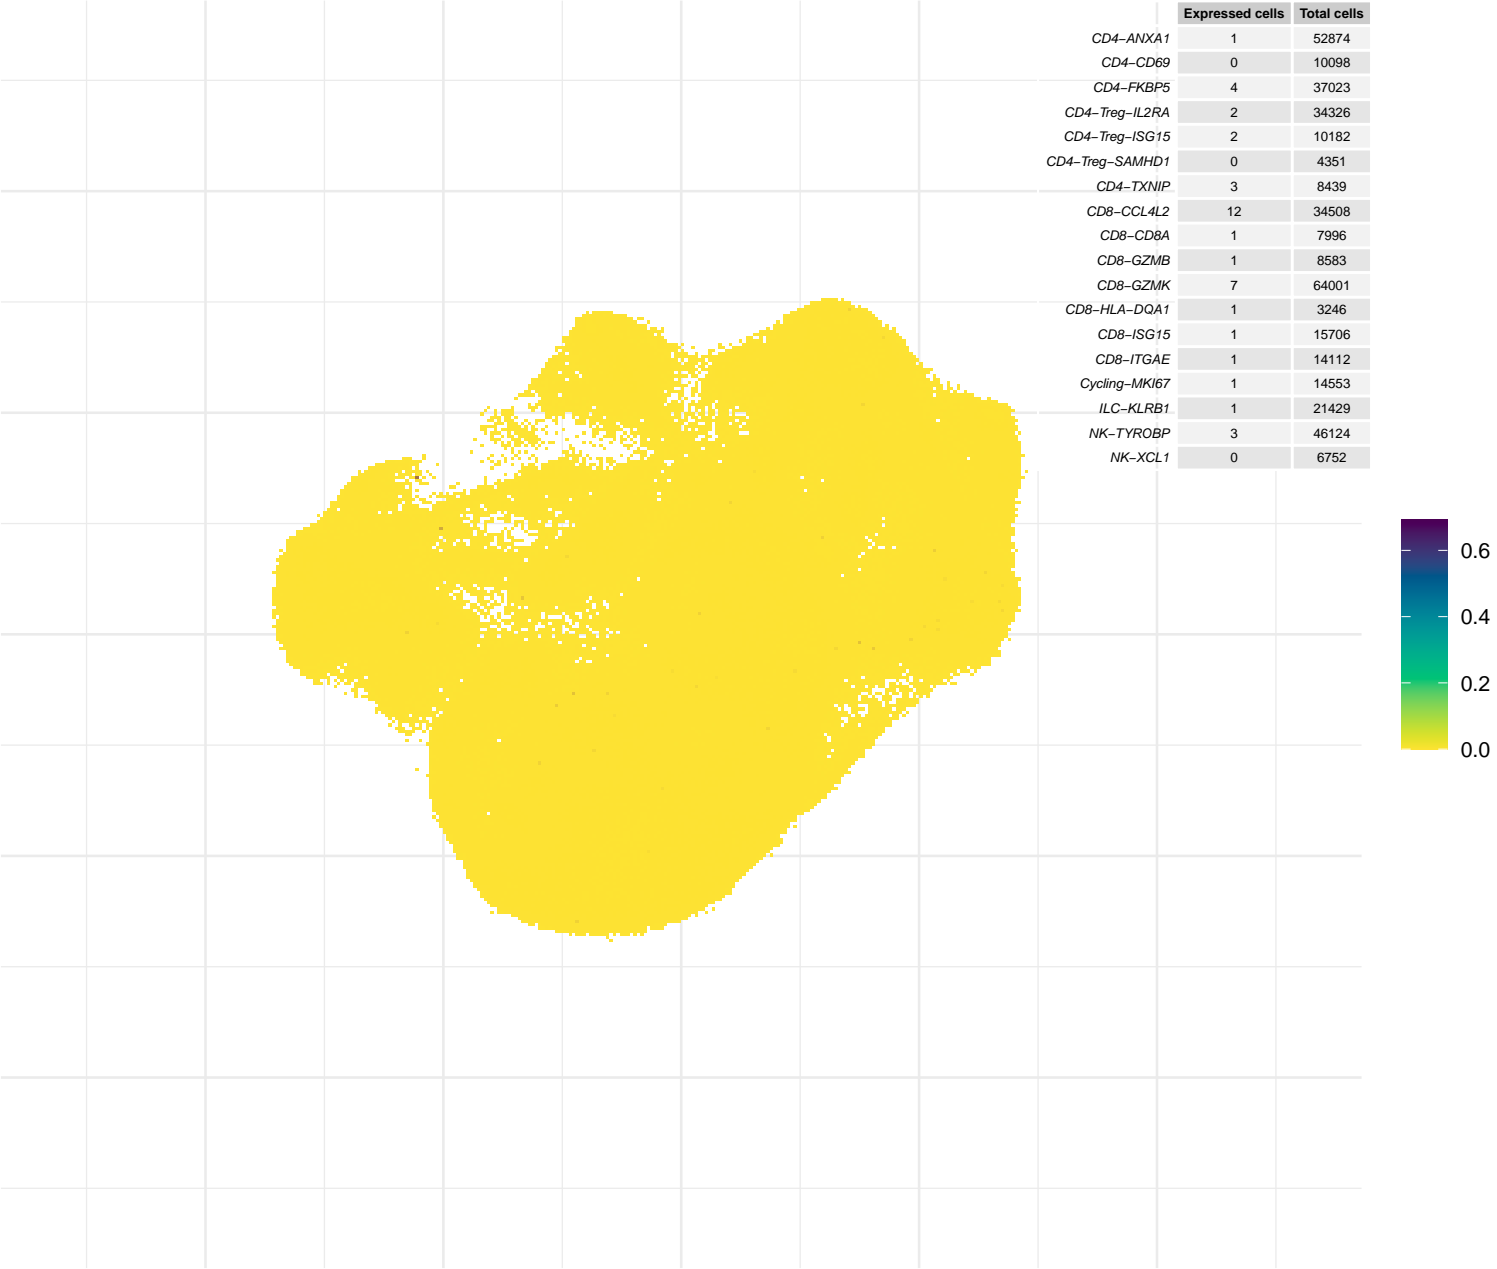 Expressed cells Total cells
CD4−ANXA1 1 52874
CD4−CD69 0 10098
CD4−FKBP5 4 37023
CD4−Treg−IL2RA 2 34326
CD4−Treg−ISG15 2 10182
CD4−Treg−SAMHD1 0 4351
CD4−TXNIP 3 8439
CD8−CCL4L2 12 34508
CD8−CD8A 1 7996
CD8−GZMB 1 8583
CD8−GZMK 7 64001
CD8−HLA−DQA1 1 3246
CD8−ISG15 1 15706
CD8−ITGAE 1 14112
Cycling−MKI67 1 14553
ILC−KLRB1 1 21429
NK−TYROBP 3 46124
NK−XCL1 0 6752
0.6
0.4
0.2
0.0